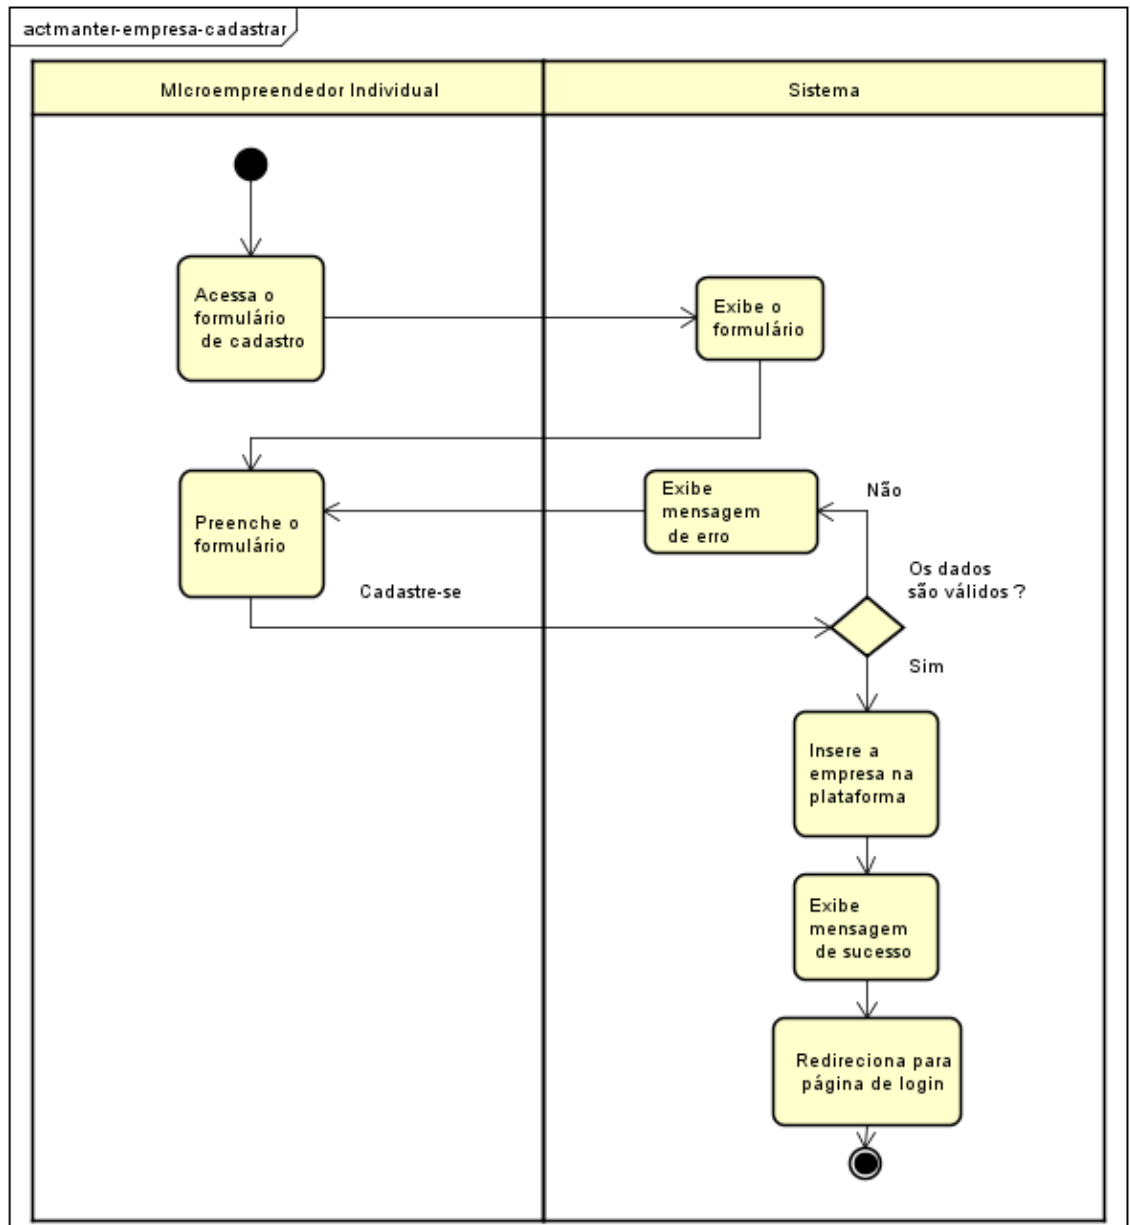 actmanter-empresa-cadastrar
MIcroempreendedor Individual
Sistema
Acessa o
formulário
de cadastro
Exibe o
formulário
Preenche o
formulário
Exibe
mensagem
de erro
Não
Os dados
são válidos ?
Cadastre-se
Sim
Insere a
empresa na
plataforma
Exibe
mensagem
de sucesso
Redireciona para
página de login